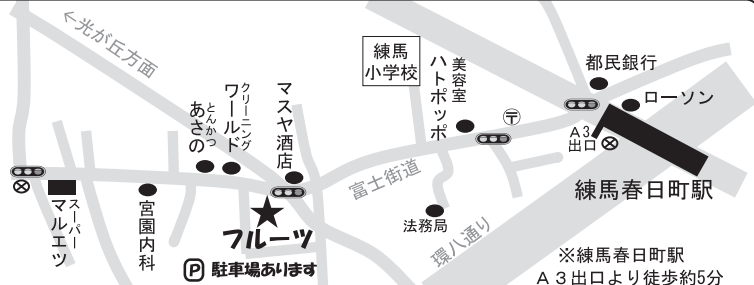 ←光が丘方面
練馬
小学校
美容室
ハトポッポ
都民銀行
ローソン
A3
出口
練馬春日町駅
〒
マスヤ酒店
クリーニング
ワールド
とんかつ
あさの
富士街道
法務局
環八通り
スーパー
マルエツ
宮園内科
フルーツ
P 駐車場あります
※練馬春日町駅
A3出口より徒歩約5分